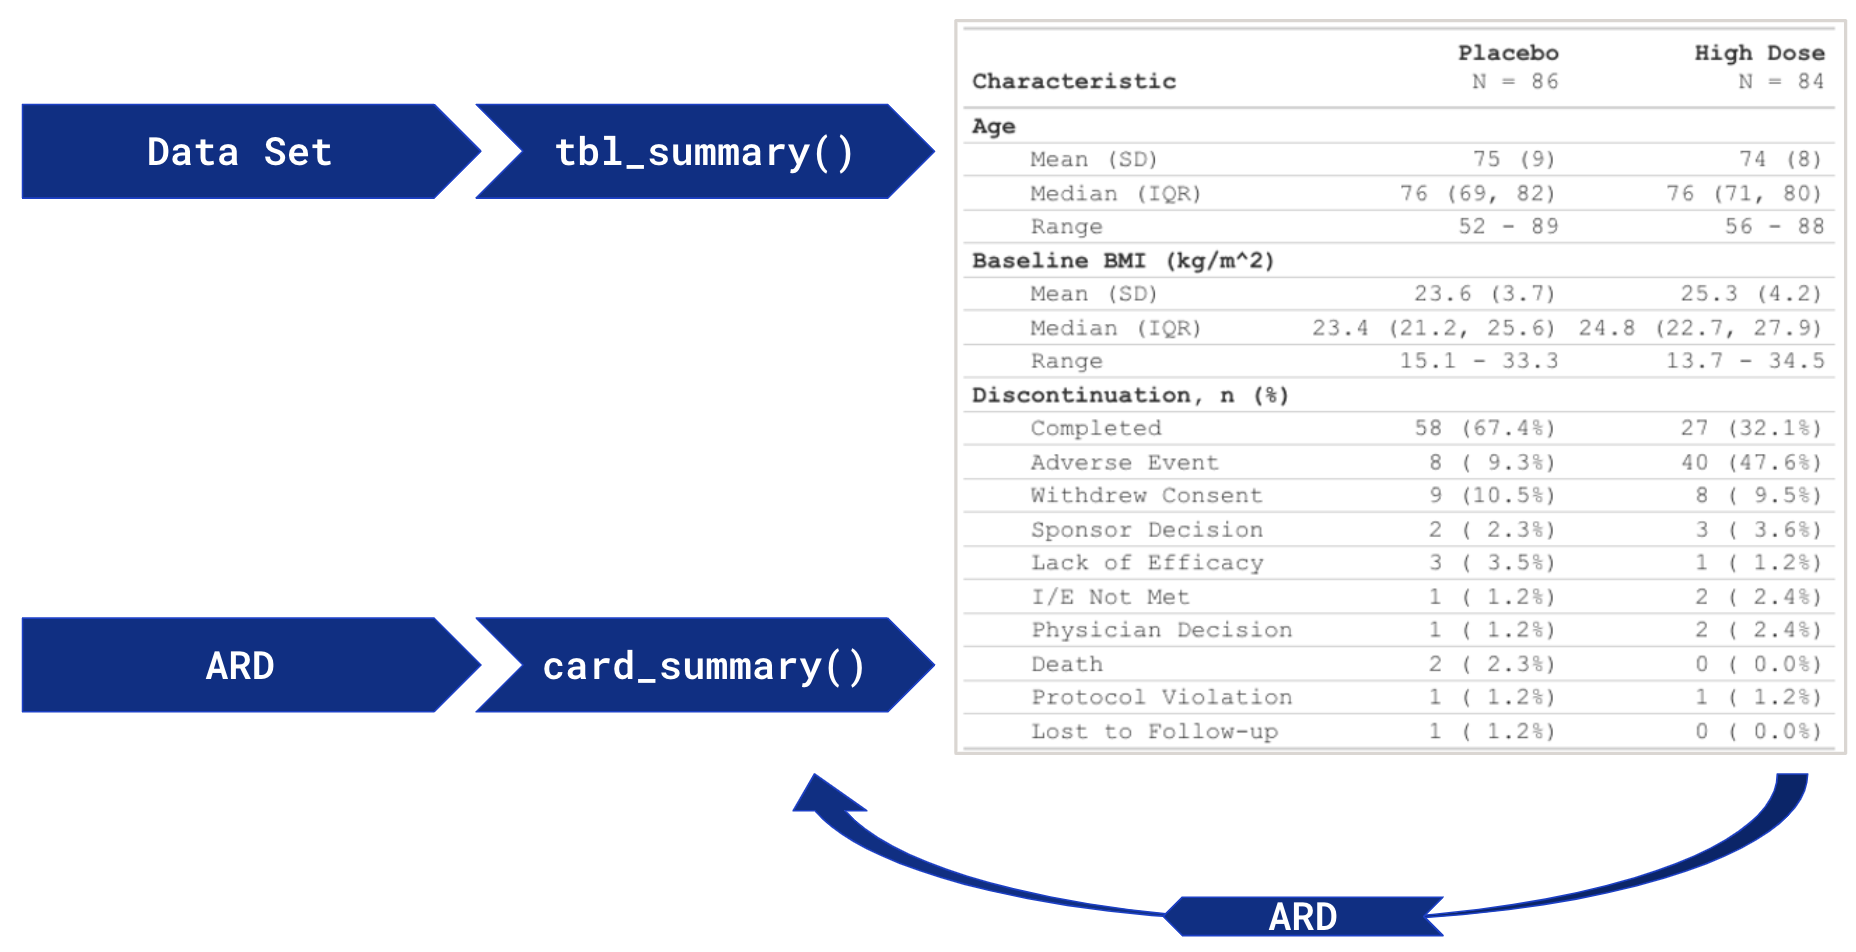 Data Set
tbl_summary()
Placebo High Dose
Characteristic N = 86 N = 84
Age
Mean (SD) 75 (9) 74 (8)
Median (IQR) 76 (69, 82) 76 (71, 80)
Range 52 - 89 56 - 88
Baseline BMI (kg/m^2)
Mean (SD) 23.6 (3.7) 25.3 (4.2)
Median (IQR) 23.4 (21.2, 25.6) 24.8 (22.7, 27.9)
Range 15.1 - 33.3 13.7 - 34.5
Discontinuation, n (%)
Completed 58 (67.4%) 27 (32.1%)
Adverse Event 8 ( 9.3%) 40 (47.6%)
Withdrew Consent 9 (10.5%) 8 ( 9.5%)
Sponsor Decision 2 ( 2.3%) 3 ( 3.6%)
Lack of Efficacy 3 ( 3.5%) 1 ( 1.2%)
I/E Not Met 1 ( 1.2%) 2 ( 2.4%)
Physician Decision 1 ( 1.2%) 2 ( 2.4%)
Death 2 ( 2.3%) 0 ( 0.0%)
Protocol Violation 1 ( 1.2%) 1 ( 1.2%)
Lost to Follow-up 1 ( 1.2%) 0 ( 0.0%)
ARD
card_summary()
ARD